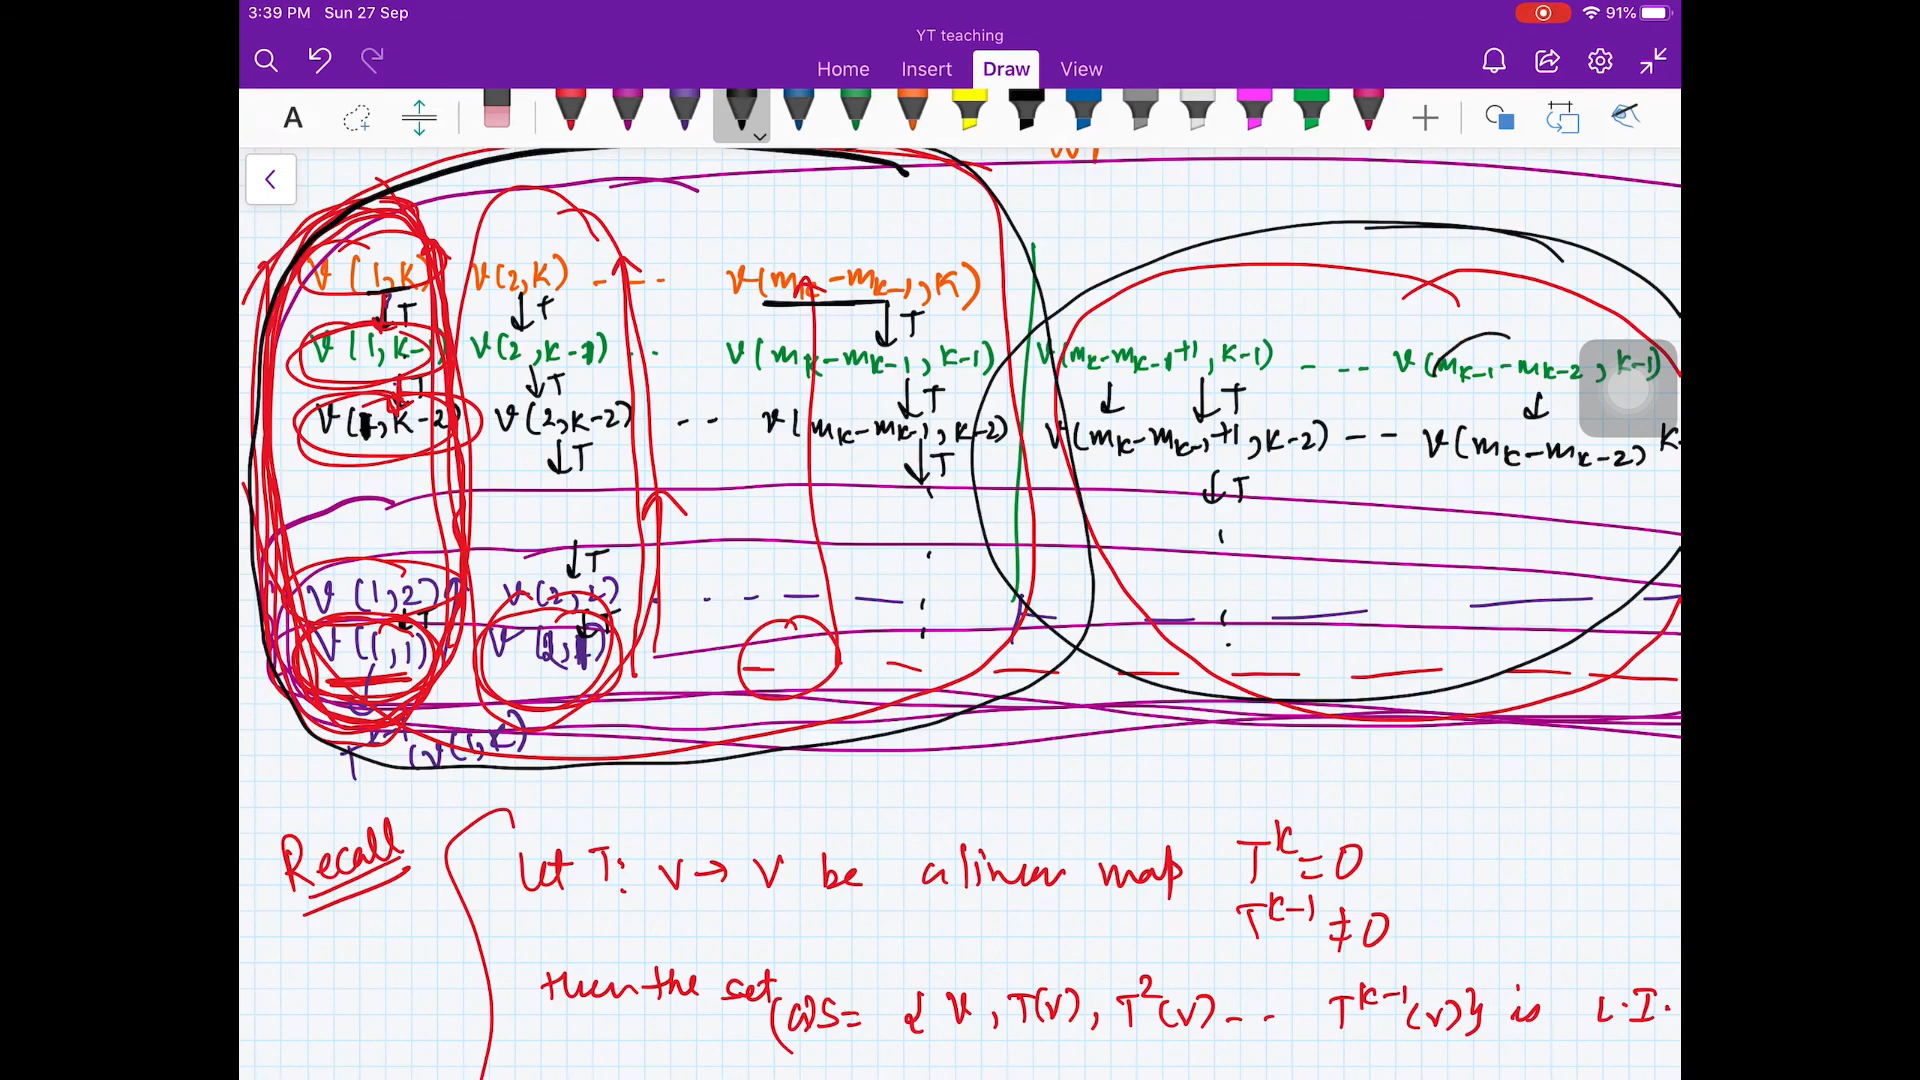 3:39 PM Sun 27 Sep 91%
YT teaching
Home Insert Draw View
A
v(1,K) v(2,K) - - - v(m_K-m_{K-1},K)
↓T ↓T ↓T
v(1,K-1) v(2,K-1) .. v(m_K-m_{K-1},K-1) v(m_K-m_{K-1}+1,K-1) - -- v(m_{K-1}-m_{K-2},K-1)
↓T ↓T ↓T ↓ ↓T ↓
v(1,K-2) v(2,K-2) -- v(m_K-m_{K-1},K-2) v(m_K-m_{K-1}+1,K-2) -- v(m_K-m_{K-2}) K-
↓T ↓T ↓T
↓T
v(1,2) v(2,2)
↓T ↓T
v(1,1) v(2,1)
(v(1,K)
Recall
Let T: V→V be a linear map T^k=0
T^{k-1}≠0
then the set S= { v, T(v), T^2(v)-- T^{k-1}(v)} is L.I.